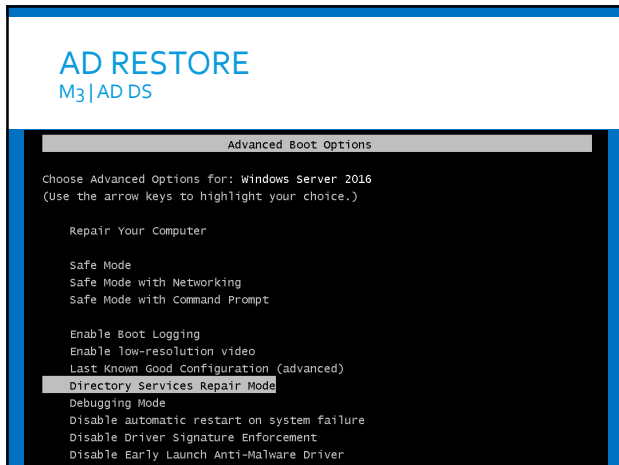 AD RESTORE
M3 | AD DS
Advanced Boot Options
Choose Advanced Options for: Windows Server 2016
(Use the arrow keys to highlight your choice.)
Repair Your Computer
Safe Mode
Safe Mode with Networking
Safe Mode with Command Prompt
Enable Boot Logging
Enable low-resolution video
Last Known Good Configuration (advanced)
Directory Services Repair Mode
Debugging Mode
Disable automatic restart on system failure
Disable Driver Signature Enforcement
Disable Early Launch Anti-Malware Driver